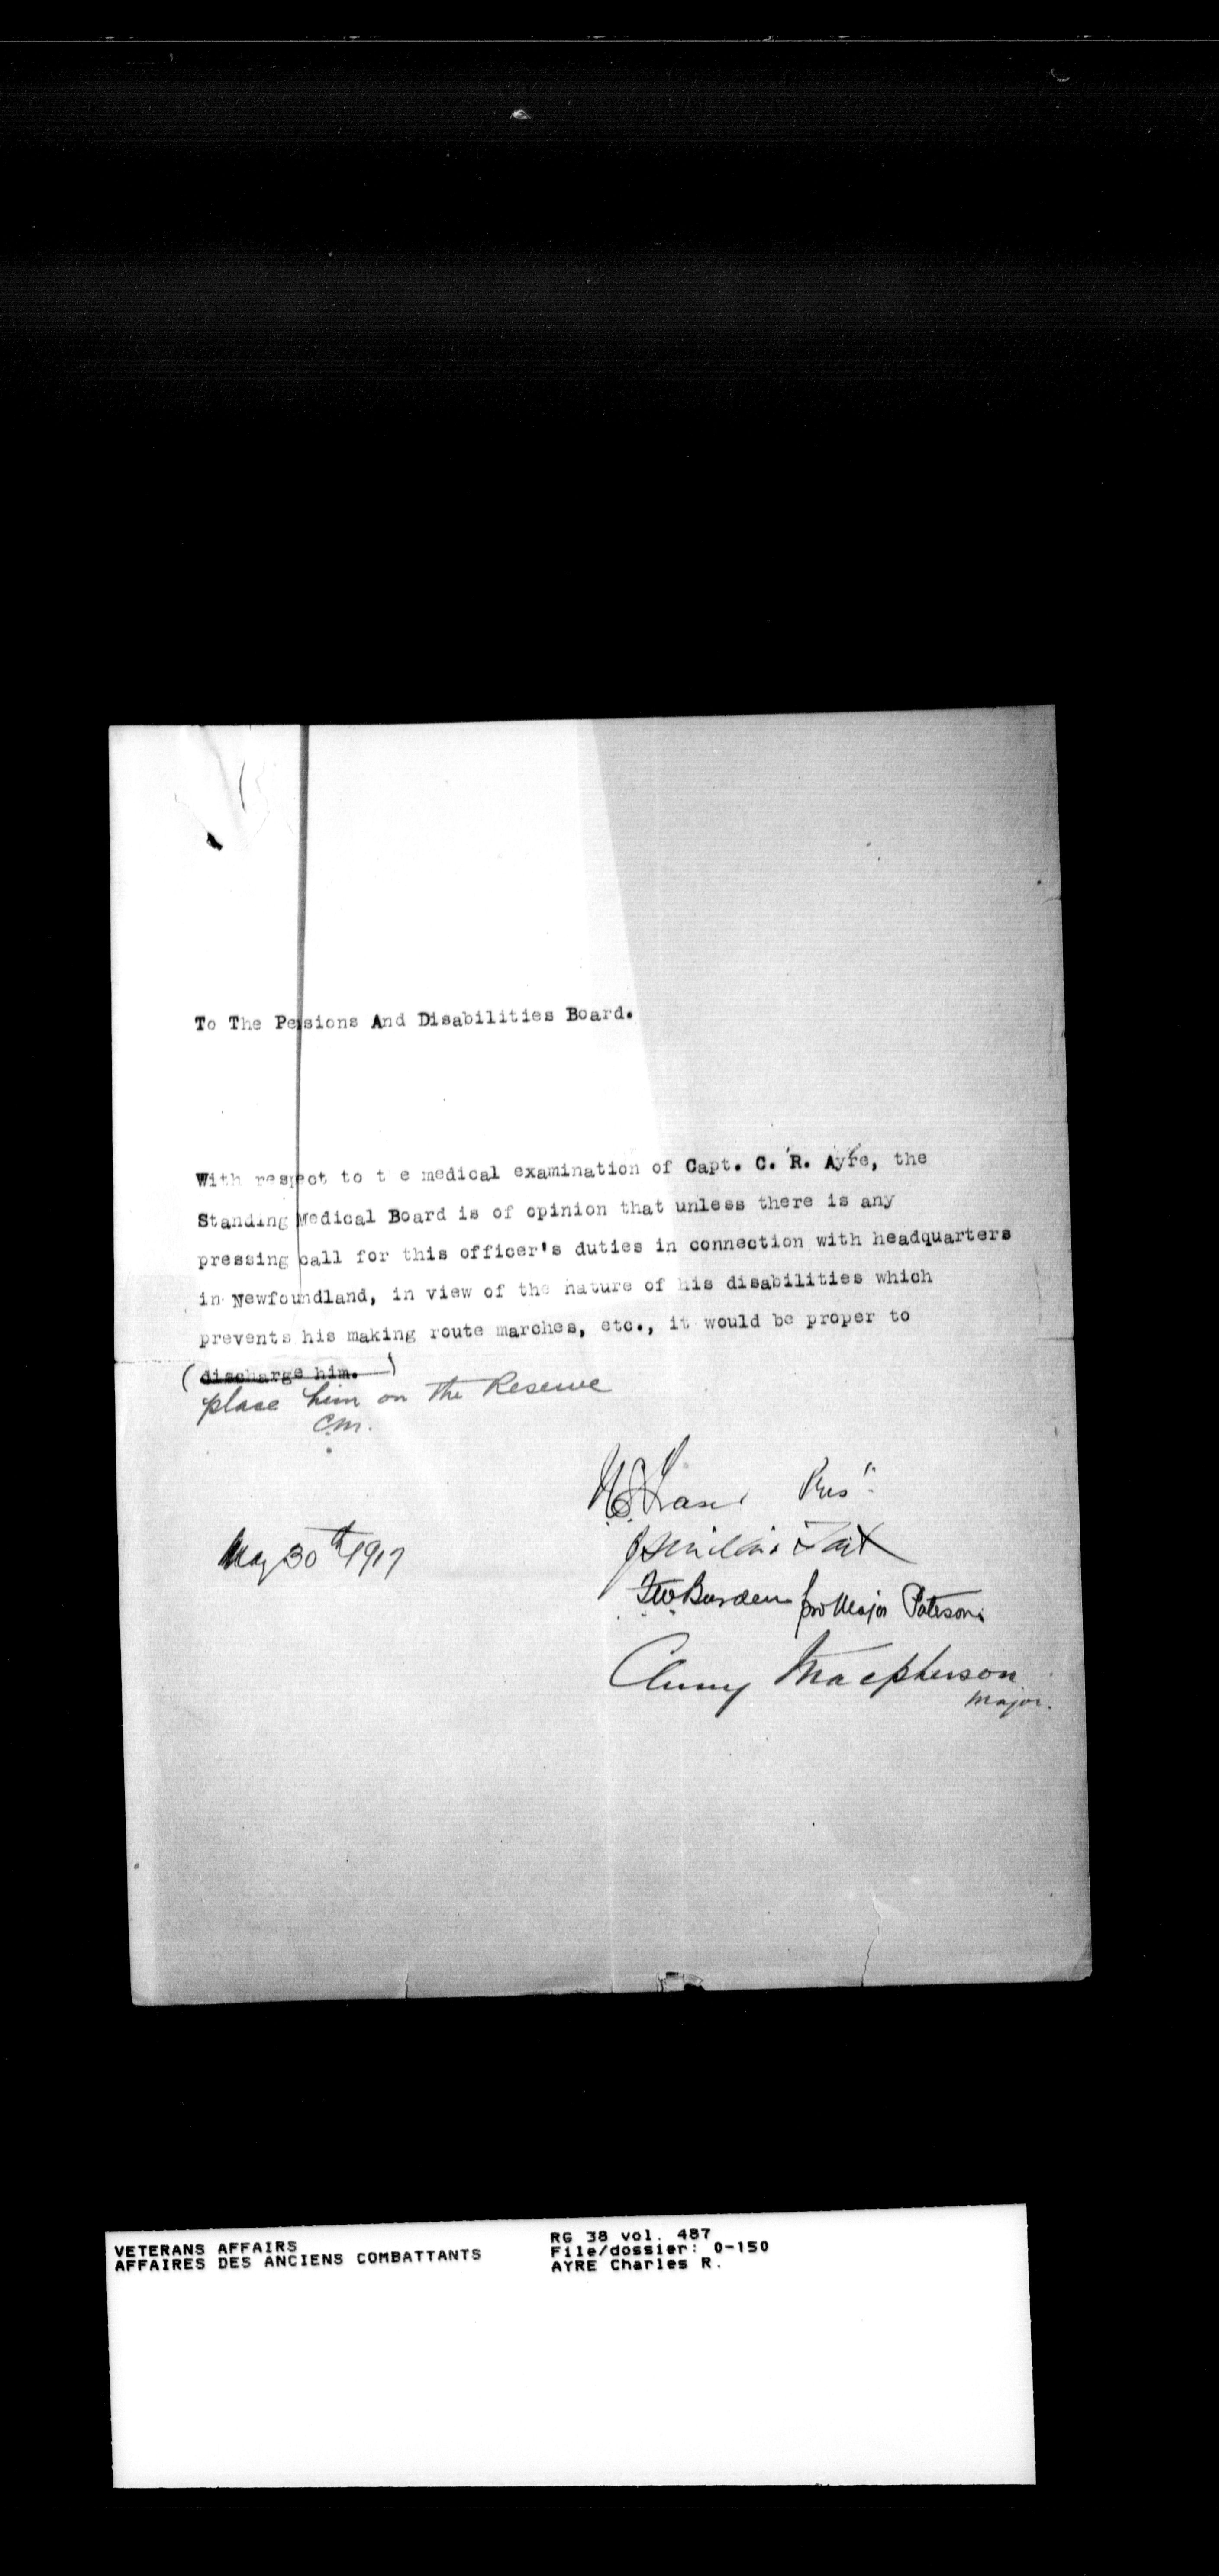 To The Pensions And Disabilities Board.
With respect to t e medical examination of Capt. C. R. Ayre, the
Standing Medical Board is of opinion that unless there is any
pressing call for this officer's duties in connection with headquarters
in Newfoundland, in view of the nature of his disabilities which
prevents his making route marches, etc., it would be proper to
(discharge him.)
place him on the Reserve
C.M.
Pres"
May 30th 1917
Tait
Burden for Major Paterson
Cluny Macpherson
Major.
VETERANS AFFAIRS
AFFAIRES DES ANCIENS COMBATTANTS
RG 38 vol. 487
File/dossier: 0-150
AYRE Charles R.